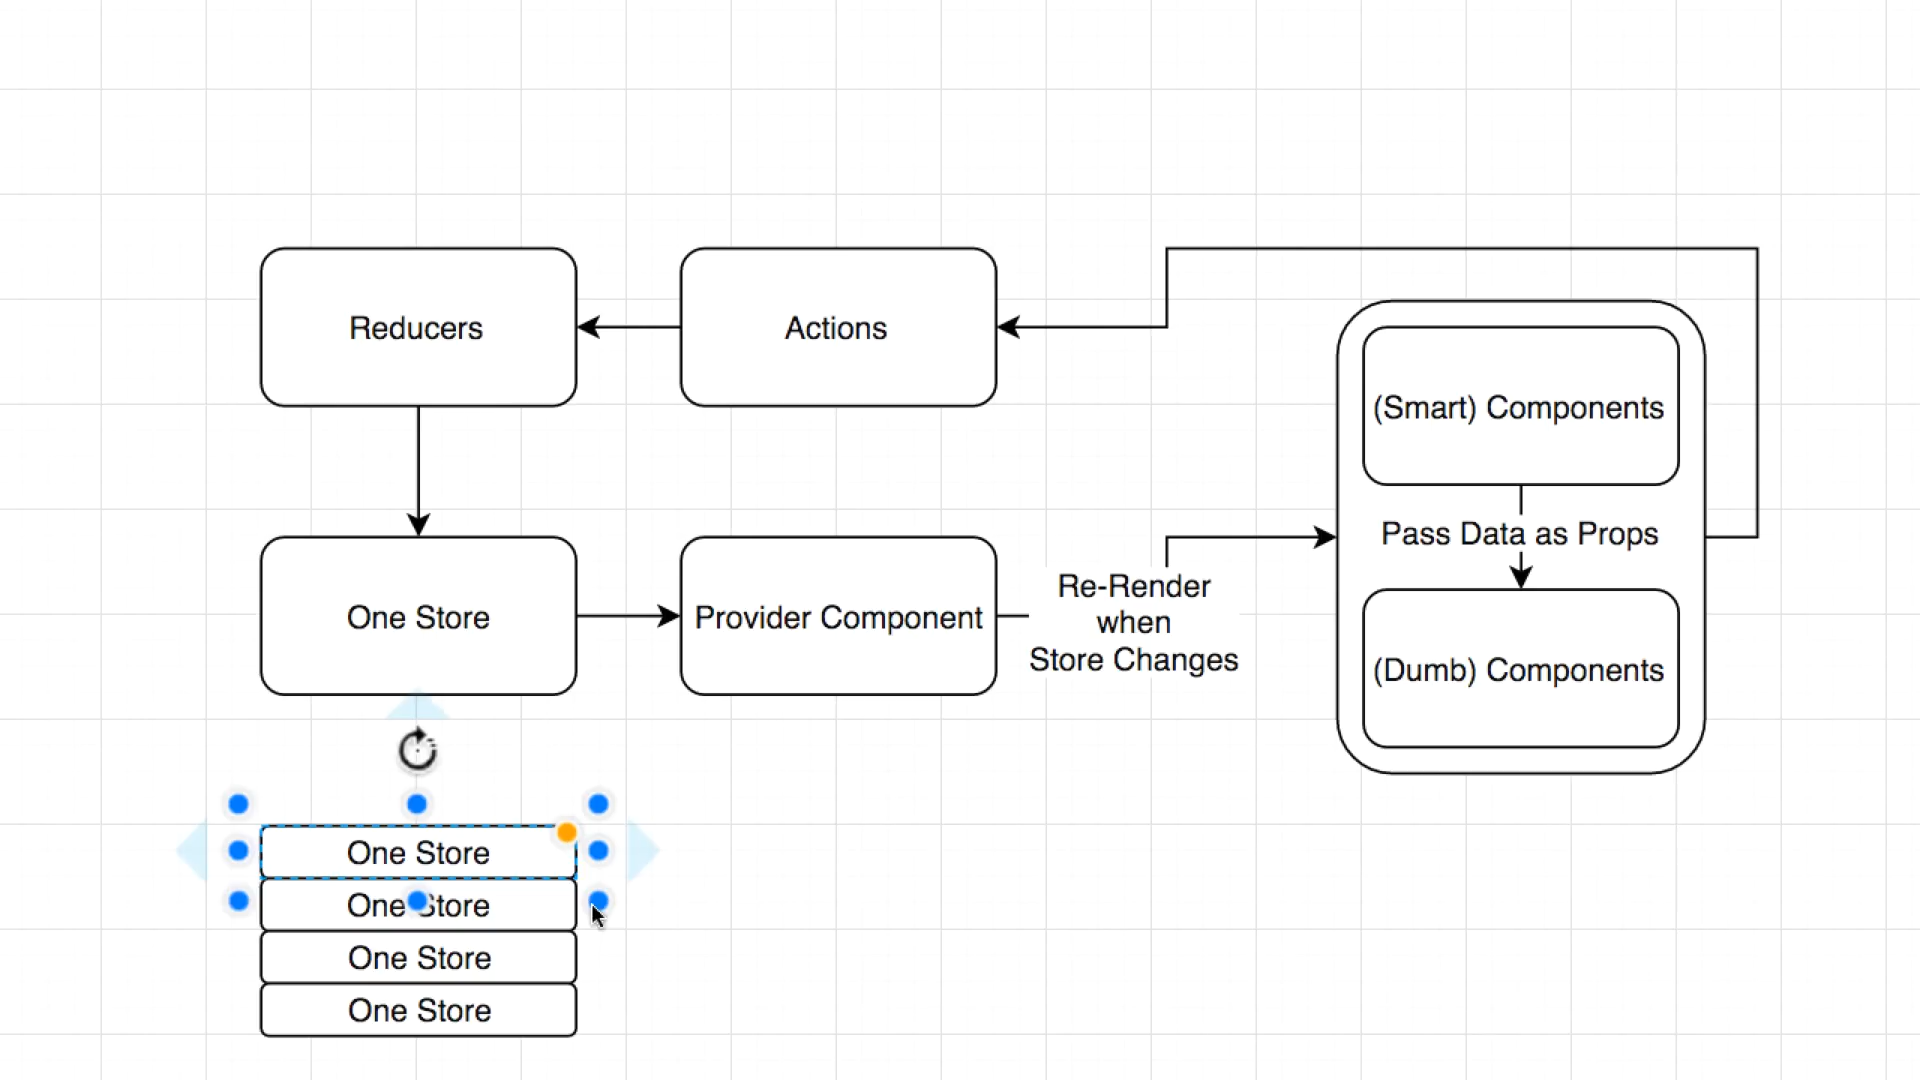 Reducers
Actions
(Smart) Components
Pass Data as Props
(Dumb) Components
One Store
Provider Component
Re-Render
when
Store Changes
One Store
One Store
One Store
One Store